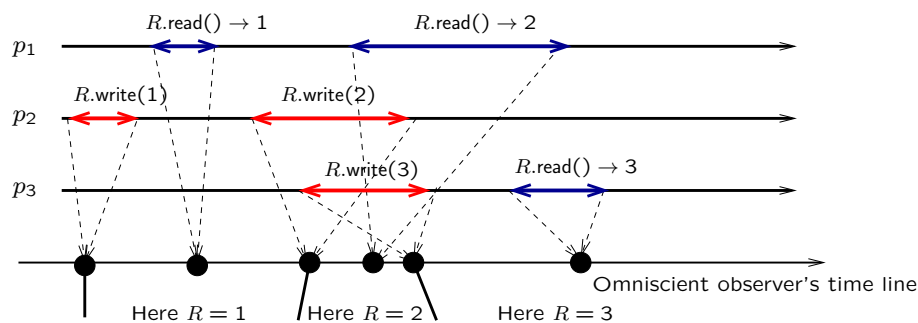 R.read() → 1 R.read() → 2
p₁
R.write(1) R.write(2)
p₂
R.write(3) R.read() → 3
p₃
Omniscient observer's time line
Here R = 1 Here R = 2 Here R = 3